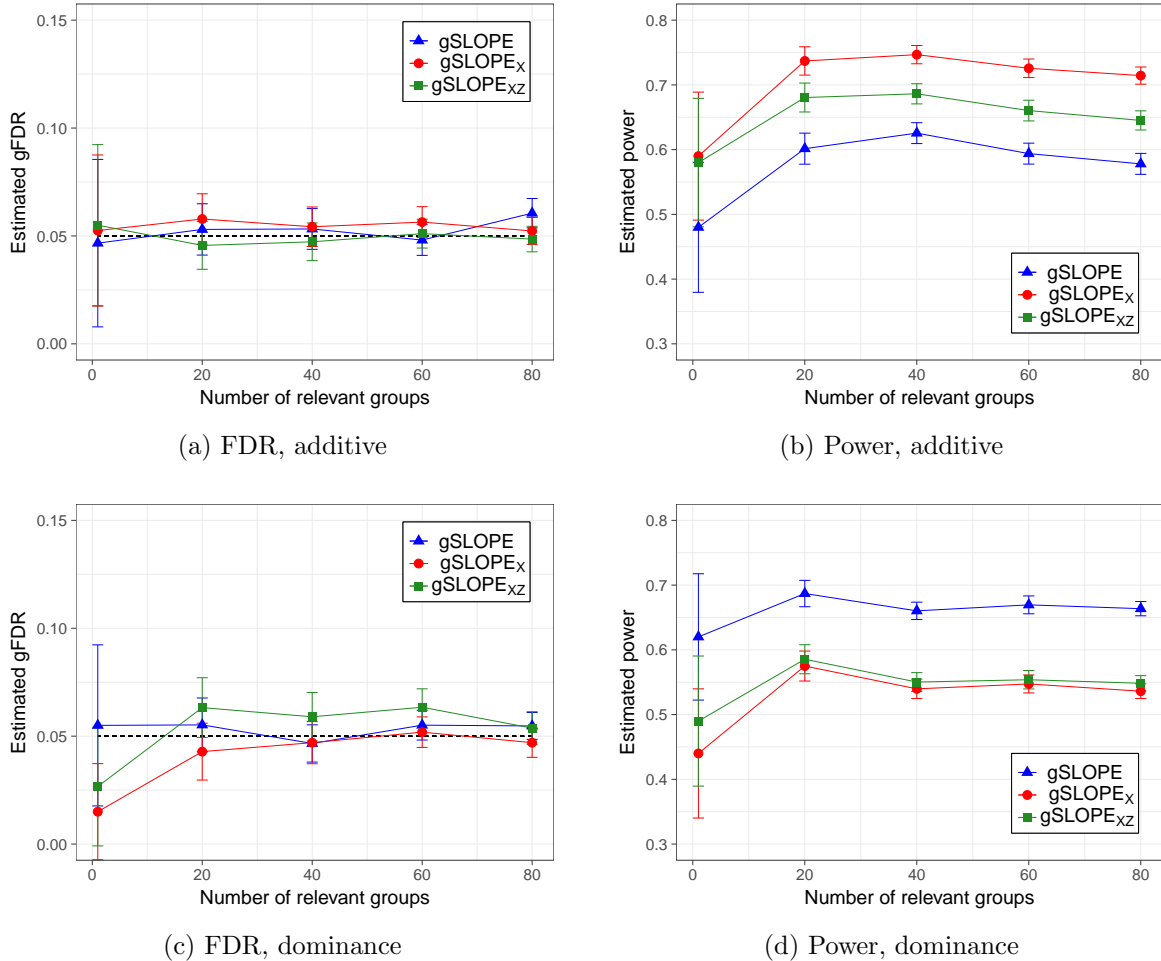 0.15
0.10
0.05
0.00
Estimated gFDR
gSLOPE
gSLOPE_X
gSLOPE_XZ
0 20 40 60 80
Number of relevant groups
(a) FDR, additive
0.8
0.7
0.6
0.5
0.4
0.3
Estimated power
gSLOPE
gSLOPE_X
gSLOPE_XZ
0 20 40 60 80
Number of relevant groups
(b) Power, additive
0.15
0.10
0.05
0.00
Estimated gFDR
gSLOPE
gSLOPE_X
gSLOPE_XZ
0 20 40 60 80
Number of relevant groups
(c) FDR, dominance
0.8
0.7
0.6
0.5
0.4
0.3
Estimated power
gSLOPE
gSLOPE_X
gSLOPE_XZ
0 20 40 60 80
Number of relevant groups
(d) Power, dominance